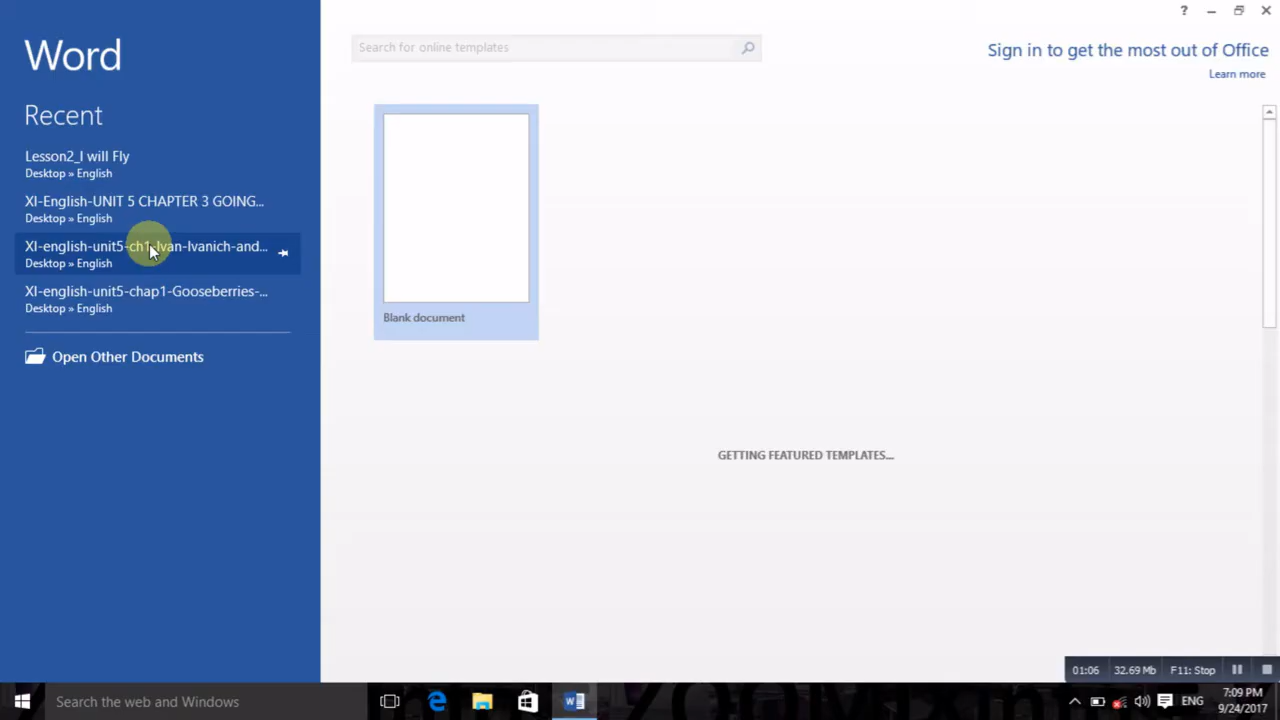 ?
Word
Search for online templates
Sign in to get the most out of Office
Learn more
Recent
Lesson2_I will Fly
Desktop » English
XI-English-UNIT 5 CHAPTER 3 GOING...
Desktop » English
XI-english-unit5-ch1-Ivan-Ivanich-and...
Desktop » English
XI-english-unit5-chap1-Gooseberries-...
Desktop » English
Open Other Documents
Blank document
GETTING FEATURED TEMPLATES...
01:06 32.69 Mb F11: Stop
Search the web and Windows
ENG
7:09 PM
9/24/2017